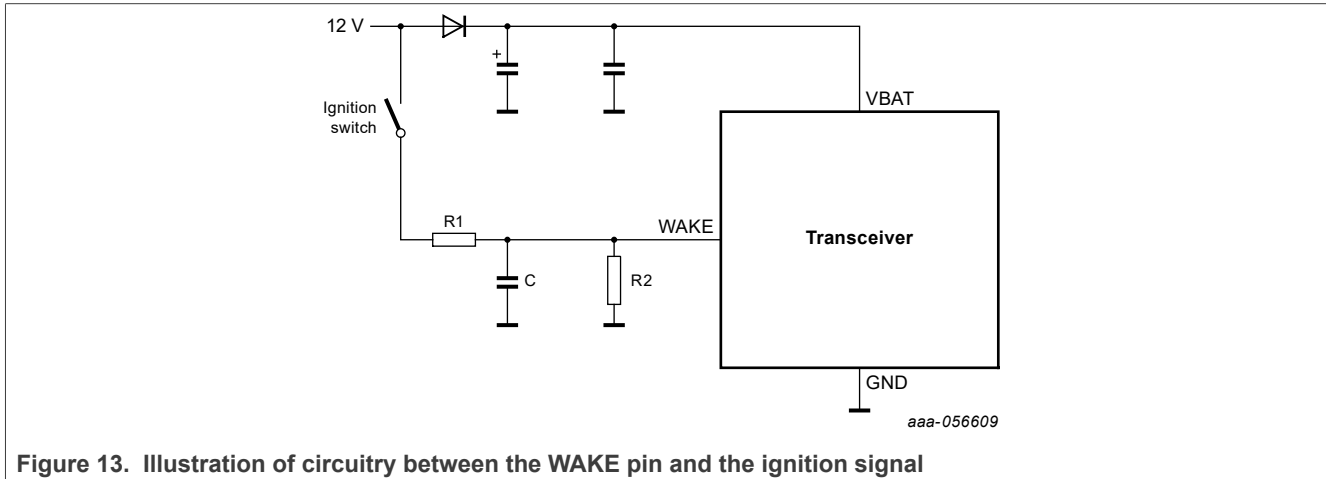 12 V
+
VBAT
Ignition
switch
R1
WAKE
Transceiver
C
R2
GND
aaa-056609
Figure 13. Illustration of circuitry between the WAKE pin and the ignition signal